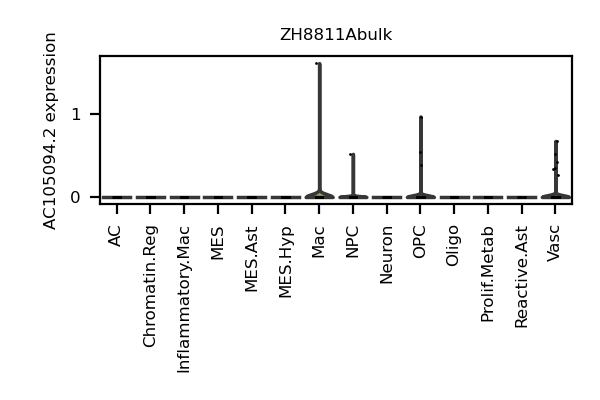 ZH8811Abulk
AC105094.2 expression
1
0
AC
Chromatin.Reg
Inflammatory.Mac
MES
MES.Ast
MES.Hyp
Mac
NPC
Neuron
OPC
Oligo
Prolif.Metab
Reactive.Ast
Vasc